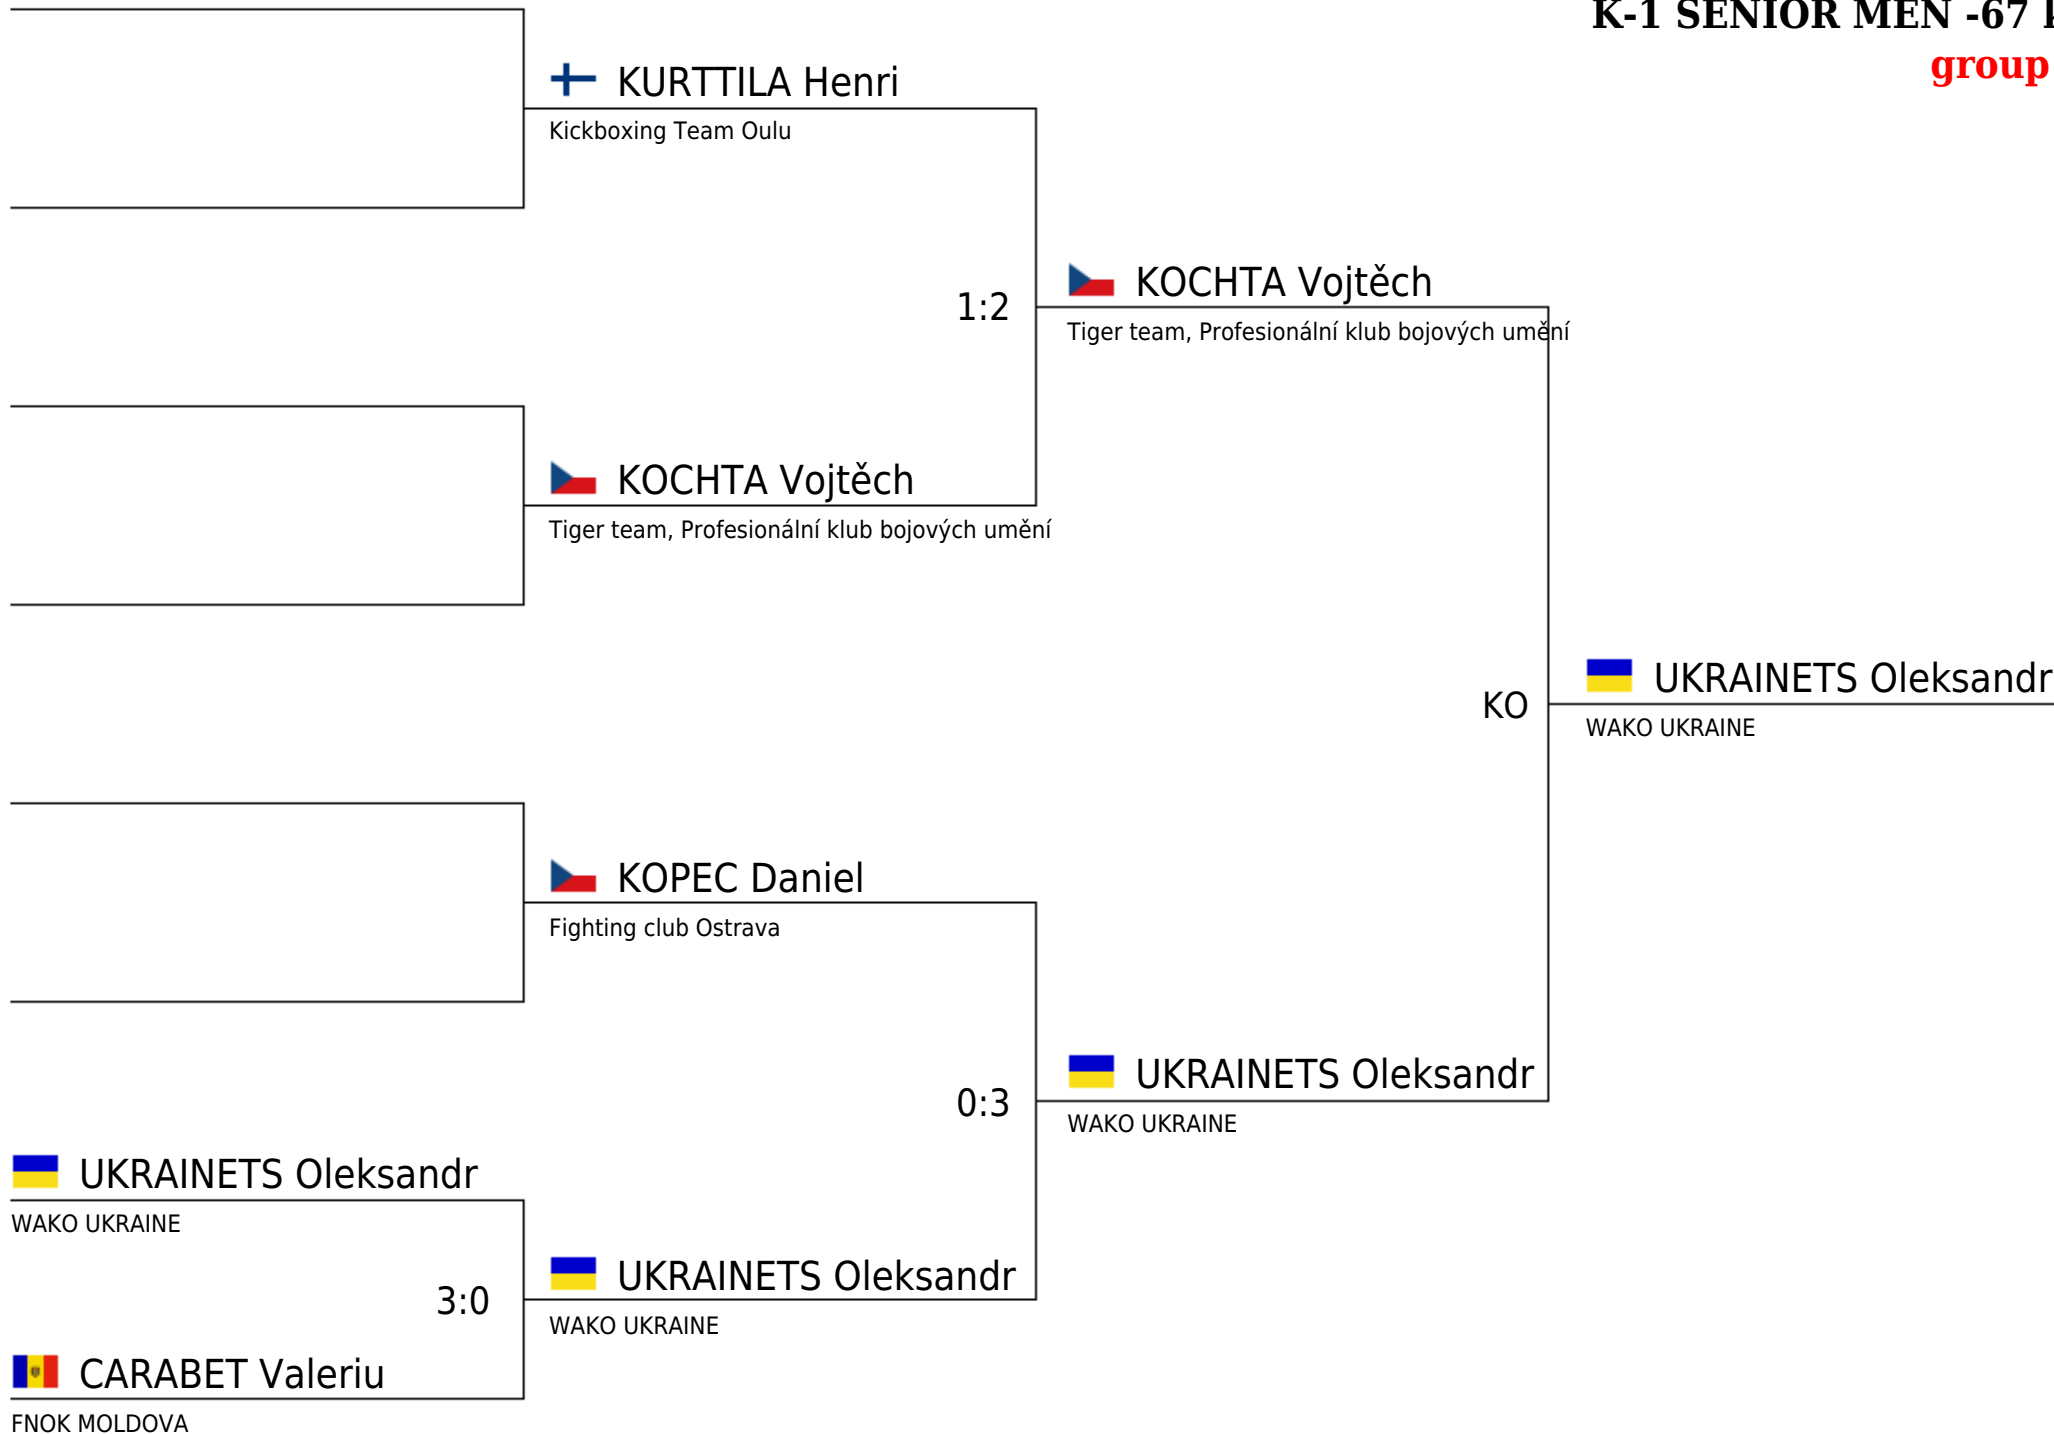 K-1 SENIOR MEN -67
group
KURTTILA Henri
Kickboxing Team Oulu
1:2
KOCHTA Vojtěch
Tiger team, Profesionální klub bojových umění
KOCHTA Vojtěch
Tiger team, Profesionální klub bojových umění
KO
UKRAINETS Oleksandr
WAKO UKRAINE
KOPEC Daniel
Fighting club Ostrava
0:3
UKRAINETS Oleksandr
WAKO UKRAINE
UKRAINETS Oleksandr
WAKO UKRAINE
3:0
UKRAINETS Oleksandr
WAKO UKRAINE
CARABET Valeriu
FNOK MOLDOVA